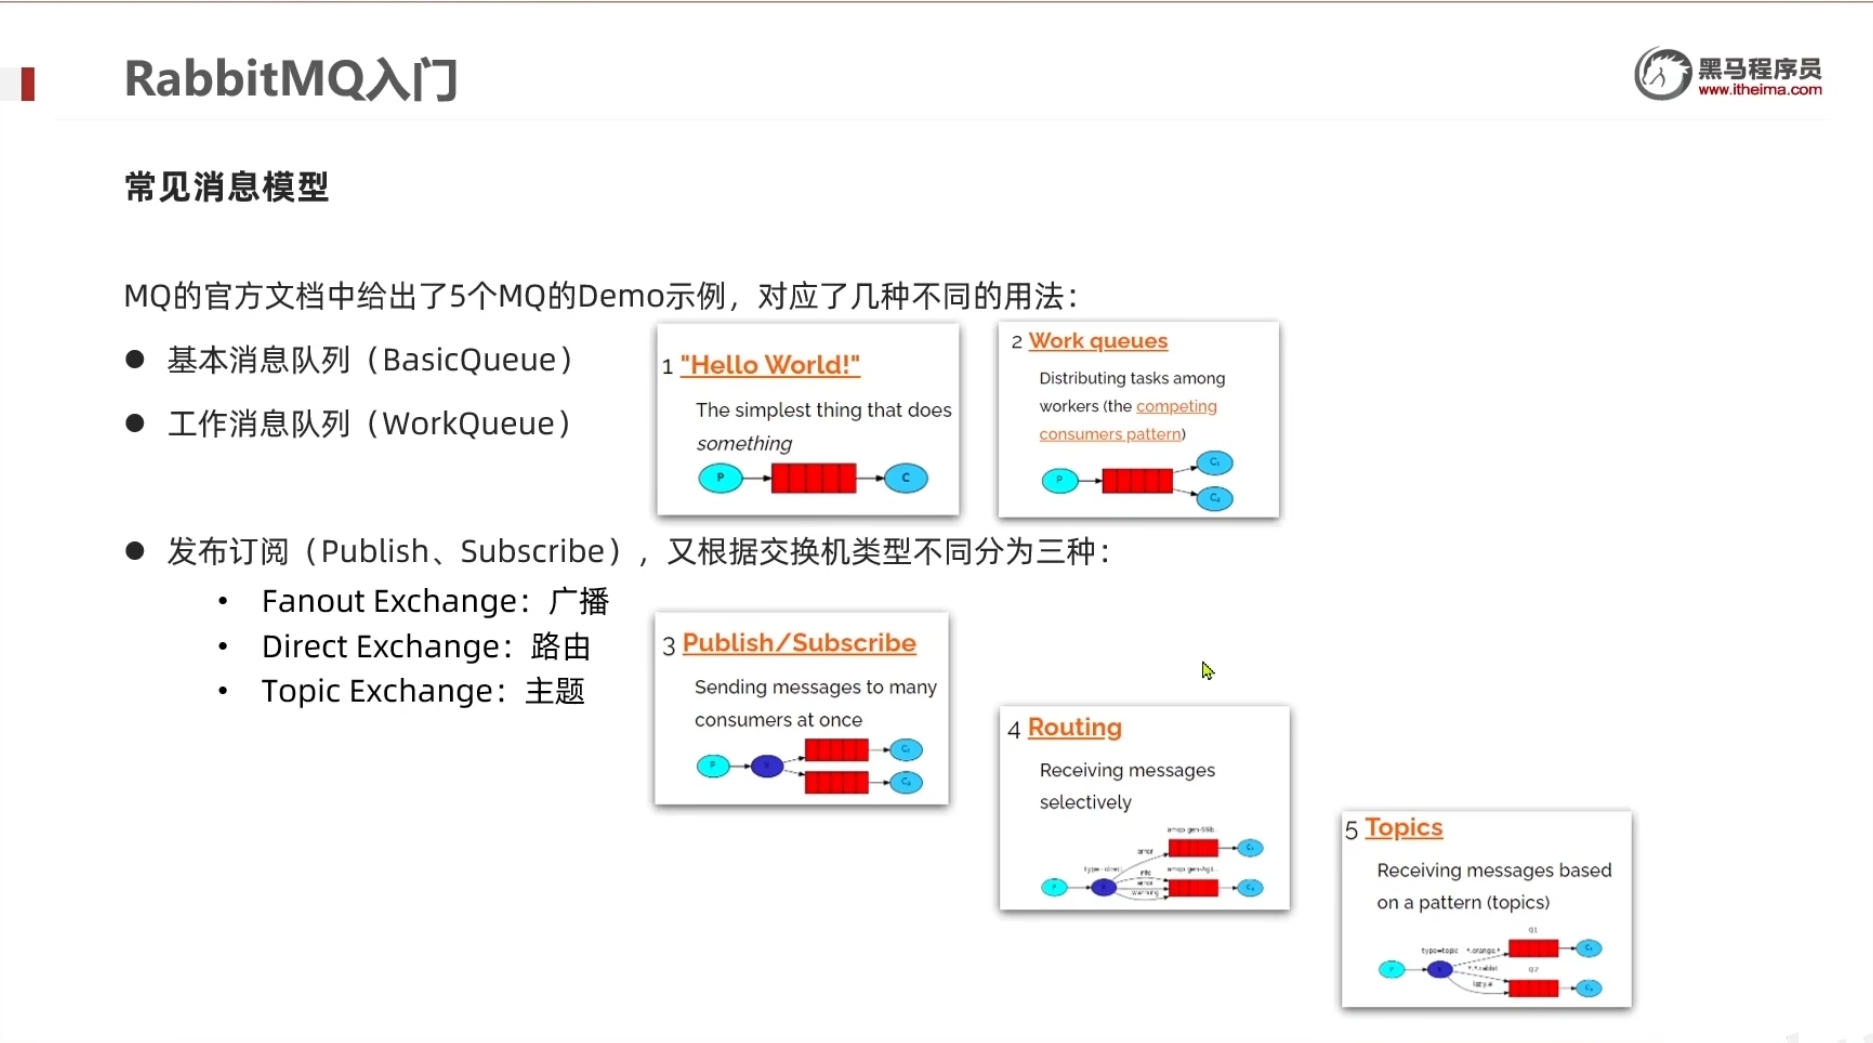 RabbitMQ入门
黑马程序员
www.itheima.com
常见消息模型
MQ的官方文档中给出了5个MQ的Demo示例，对应了几种不同的用法：
● 基本消息队列（BasicQueue）
● 工作消息队列（WorkQueue）
1 "Hello World!"
The simplest thing that does
something
P
C
2 Work queues
Distributing tasks among
workers (the competing
consumers pattern)
P
C₁
C₂
● 发布订阅（Publish、Subscribe），又根据交换机类型不同分为三种：
• Fanout Exchange：广播
• Direct Exchange：路由
• Topic Exchange：主题
3 Publish/Subscribe
Sending messages to many
consumers at once
P
C₁
C₂
4 Routing
Receiving messages
selectively
error
info
error
warning
P
C₁
C₂
5 Topics
Receiving messages based
on a pattern (topics)
Q1
type=topic
*.orange.*
C₁
*.*.rabbit
Q2
P
C₂